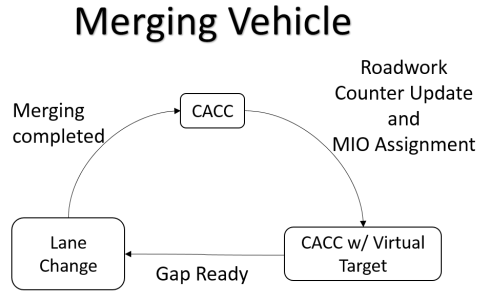 Merging Vehicle
Roadwork
Counter Update
and
MIO Assignment
Merging
completed
CACC
Lane
Change
Gap Ready
CACC w/ Virtual
Target